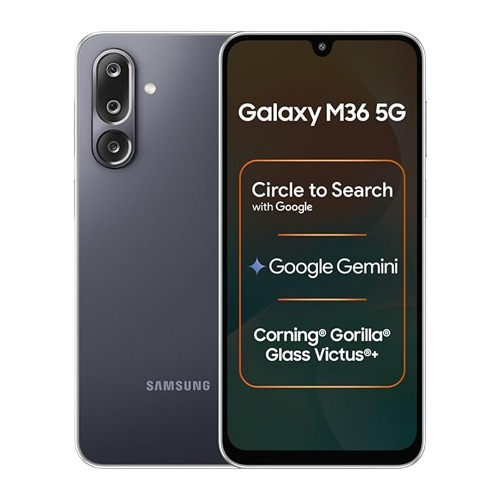 Galaxy M36 5G
Circle to Search
with Google
Google Gemini
Corning® Gorilla®
Glass Victus®+
SAMSUNG